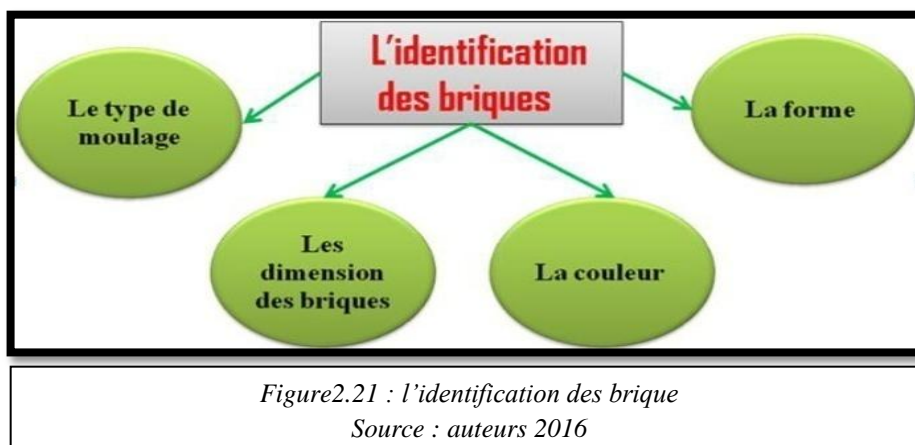 L'identification
des briques
Le type de
moulage
La forme
Les
dimension
des briques
La couleur
Figure2.21 : l'identification des brique
Source : auteurs 2016